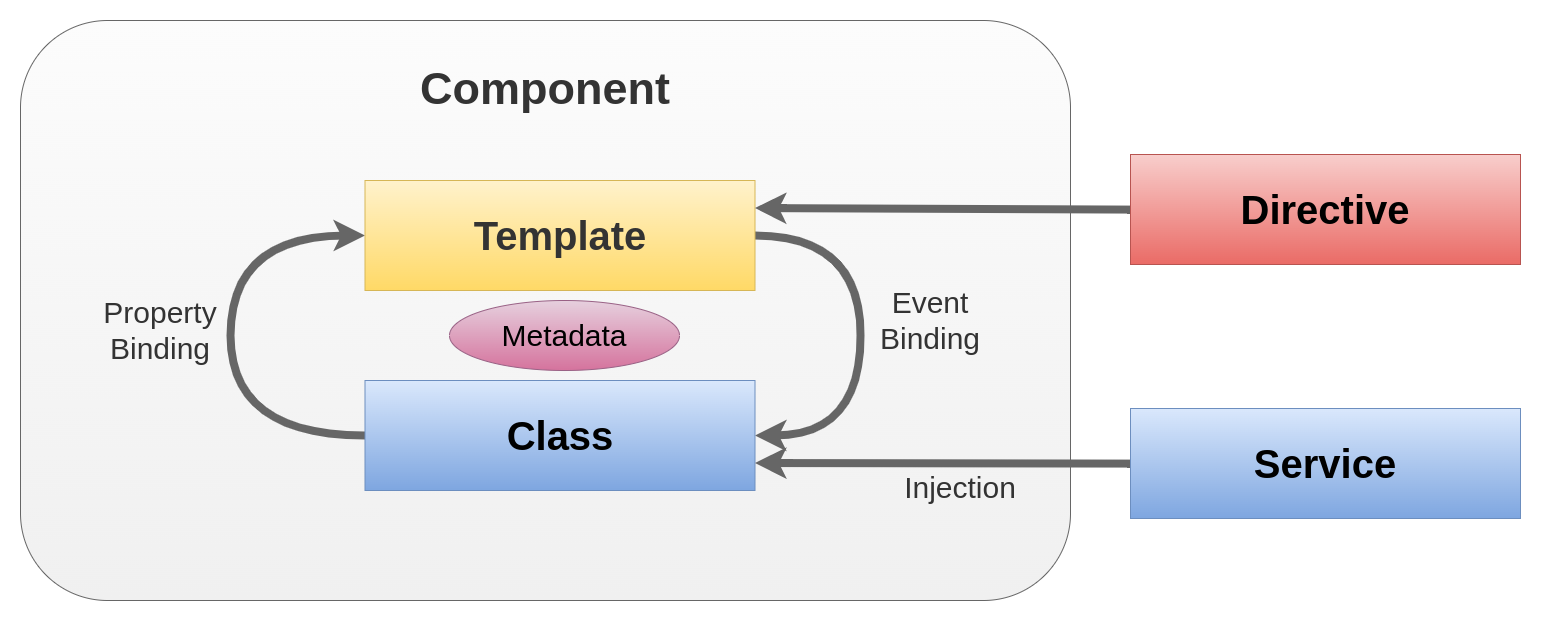 Component
Template
Directive
Property
Binding
Event
Binding
Metadata
Class
Service
Injection